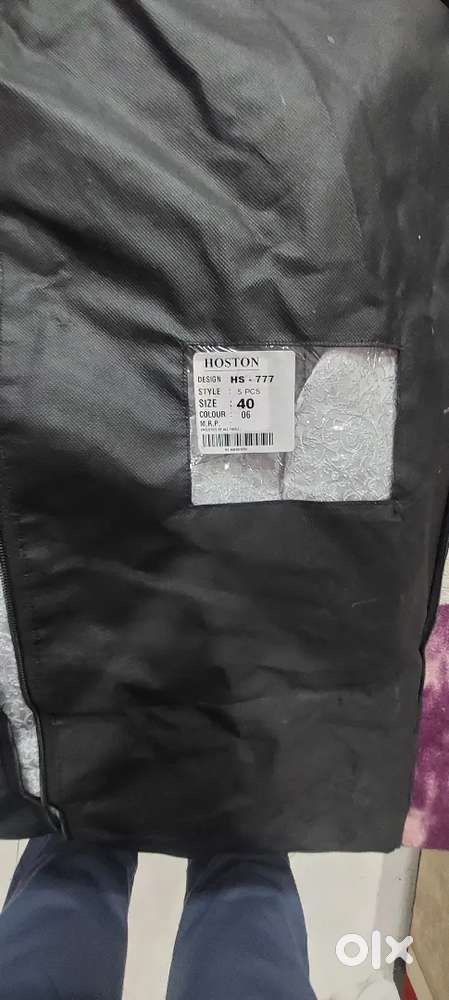 HOSTON
DESIGN HS - 777
STYLE : 5 PCS
SIZE : 40
COLOUR : 06
M.R.P.
olx